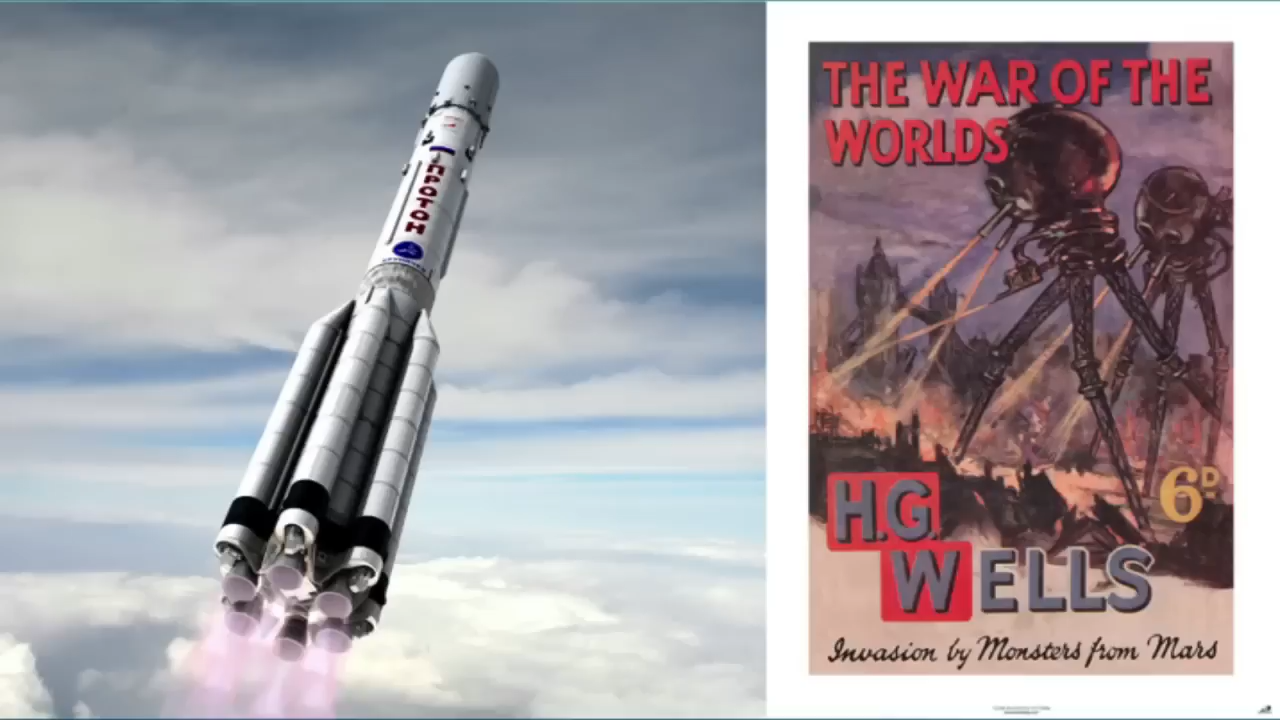 ПРОТОН
THE WAR OF THE
WORLDS
6D
H.G.
WELLS
Invasion by Monsters from Mars